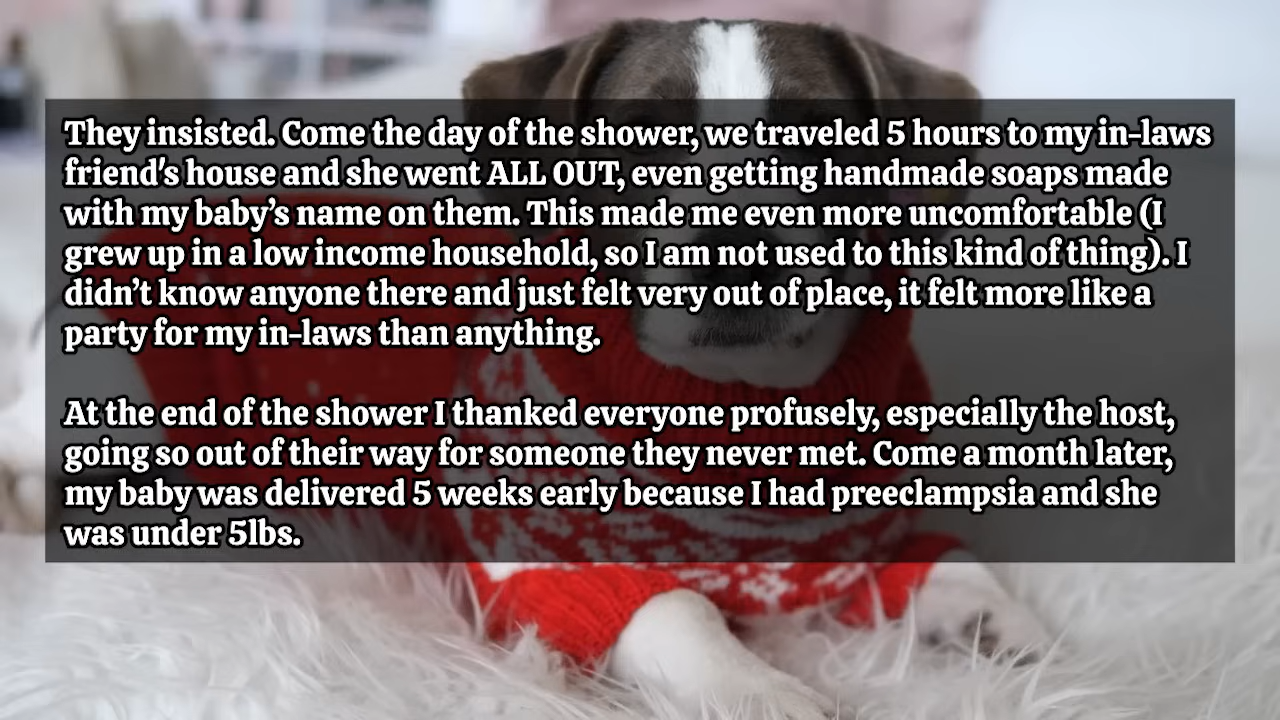 They insisted. Come the day of the shower, we traveled 5 hours to my in-laws
friend's house and she went ALL OUT, even getting handmade soaps made
with my baby’s name on them. This made me even more uncomfortable (I
grew up in a low income household, so I am not used to this kind of thing). I
didn’t know anyone there and just felt very out of place, it felt more like a
party for my in-laws than anything.
At the end of the shower I thanked everyone profusely, especially the host,
going so out of their way for someone they never met. Come a month later,
my baby was delivered 5 weeks early because I had preeclampsia and she
was under 5lbs.